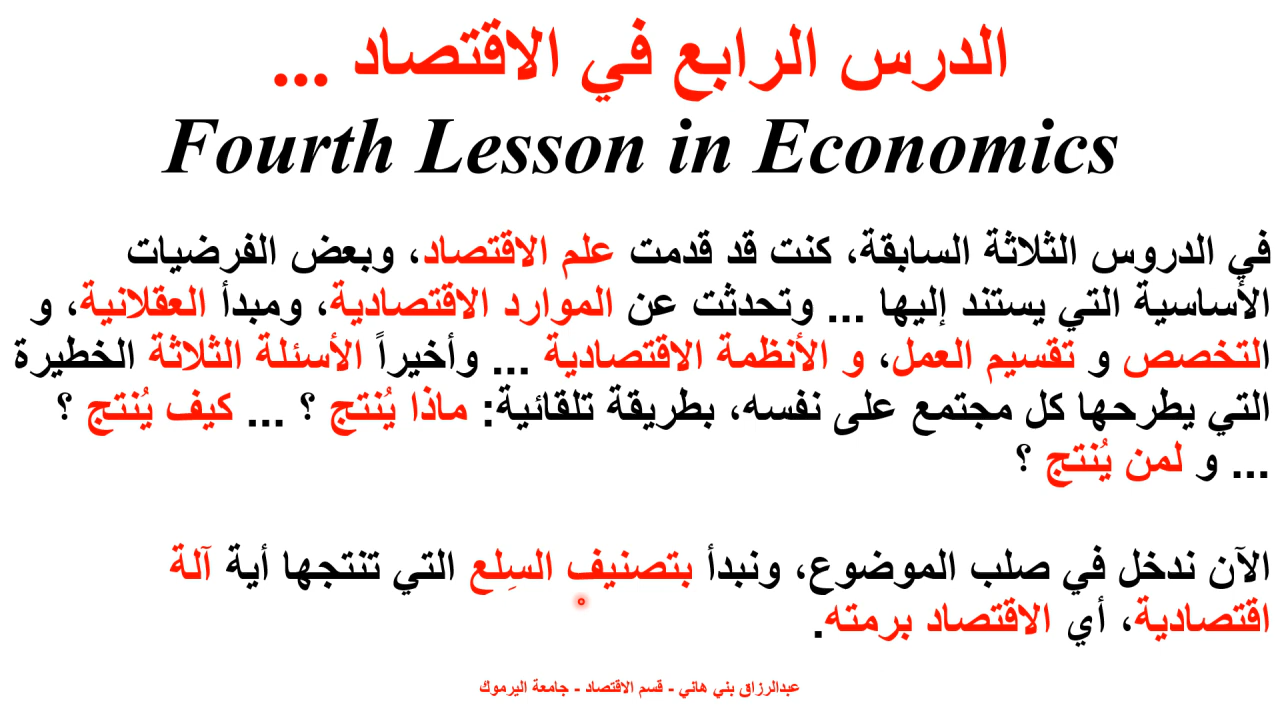 الدرس الرابع في الاقتصاد ...
Fourth Lesson in Economics
في الدروس الثلاثة السابقة، كنت قد قدمت علم الاقتصاد، وبعض الفرضيات
الأساسية التي يستند إليها ... وتحدثت عن الموارد الاقتصادية، ومبدأ العقلانية، و
التخصص و تقسيم العمل، و الأنظمة الاقتصادية ... وأخيراً الأسئلة الثلاثة الخطيرة
التي يطرحها كل مجتمع على نفسه، بطريقة تلقائية: ماذا يُنتج ؟ ... كيف يُنتج ؟
... و لمن يُنتج ؟
الآن ندخل في صلب الموضوع، ونبدأ بتصنيف السِلع التي تنتجها أية آلة
اقتصادية، أي الاقتصاد برمته.
عبدالرزاق بني هاني - قسم الاقتصاد - جامعة اليرموك